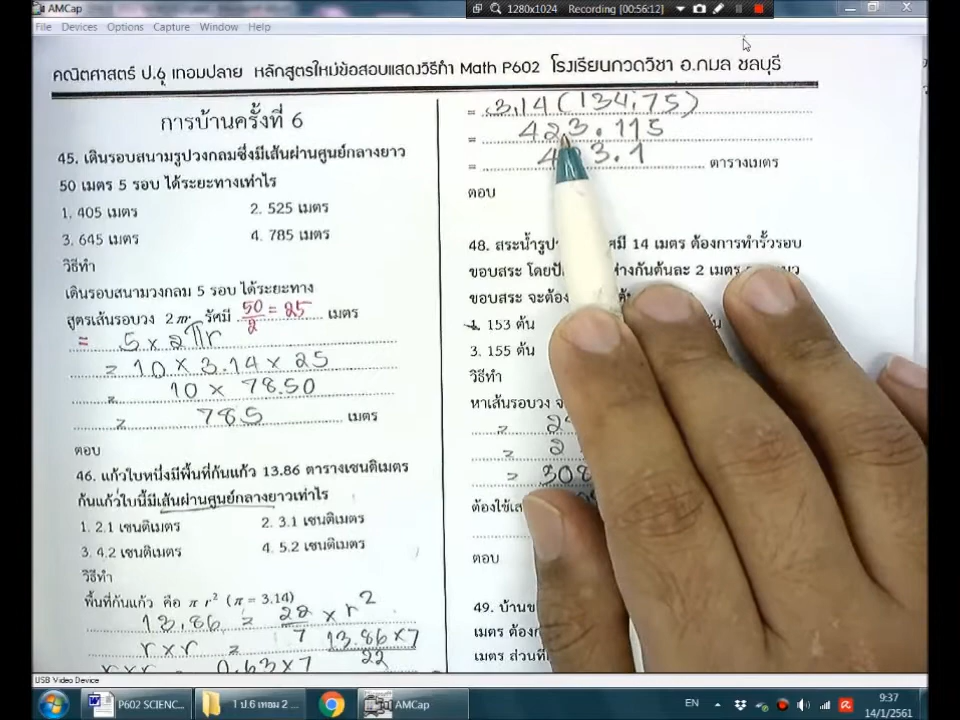 AMCap
1280x1024 Recording [00:56:12]
File Devices Options Capture Window Help
คณิตศาสตร์ ป.6 เทอมปลาย หลักสูตรใหม่ข้อสอบแสดงวิธีทำ Math P602 โรงเรียนกวดวิชา อ.กมล ชลบุรี
การบ้านครั้งที่ 6
45. เดินรอบสนามรูปวงกลมซึ่งมีเส้นผ่านศูนย์กลางยาว
50 เมตร 5 รอบ ได้ระยะทางเท่าไร
1. 405 เมตร 2. 525 เมตร
3. 645 เมตร 4. 785 เมตร
วิธีทำ
เดินรอบสนามวงกลม 5 รอบ ได้ระยะทาง
สูตรเส้นรอบวง 2πr รัศมี 50/2 = 25 เมตร
= 5 x 2πr
= 10 x 3.14 x 25
= 10 x 78.50
= 785 เมตร
ตอบ
46. แก้วใบหนึ่งมีพื้นที่ก้นแก้ว 13.86 ตารางเซนติเมตร
ก้นแก้วใบนี้มีเส้นผ่านศูนย์กลางยาวเท่าไร
1. 2.1 เซนติเมตร 2. 3.1 เซนติเมตร
3. 4.2 เซนติเมตร 4. 5.2 เซนติเมตร
วิธีทำ
พื้นที่ก้นแก้ว คือ π r² (π = 3.14)
13.86 = 22/7 x r²
r x r = 13.86 x 7/22
r x r = 0.63 x 7
= 3.14 (134.75)
= 423.115
= 423.1 ตารางเมตร
ตอบ
48. สระน้ำรูป มี 14 เมตร ต้องการทำรั้วรอบ
ขอบสระ โดย ห่างกันต้นละ 2 เมตร
ขอบสระ จะต้อง
1. 153 ต้น ต้น
3. 155 ต้น
วิธีทำ
หาเส้นรอบวง
= 2
= 2
= 308
ต้องใช้
ตอบ
49. บ้าน
เมตร ต้อง
เมตร ส่วนที่
USB Video Device
P602 SCIENC... 1 ป.6 เทอม 2 ... AMCap EN 9:37
14/1/2561